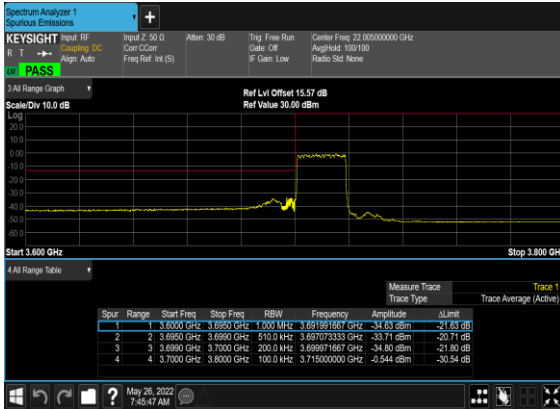 Spectrum Analyzer 1
Spurious Emissions
+
KEYSIGHT
R T
Input: RF
Coupling: DC
Align: Auto
Input Z: 50 Ω
Corr CCorr
Freq Ref: Int (S)
Atten: 30 dB
Trig: Free Run
Gate: Off
IF Gain: Low
Center Freq: 22.005000000 GHz
Avg|Hold: 100/100
Radio Std: None
PASS
3 All Range Graph
Scale/Div 10.0 dB
Ref Lvl Offset 15.57 dB
Ref Value 30.00 dBm
Log
20.0
10.0
0.00
-10.0
-20.0
-30.0
-40.0
-50.0
-60.0
Start 3.600 GHz
Stop 3.800 GH
4 All Range Table
Measure Trace Trace 1
Trace Type Trace Average (Active)
Spur Range Start Freq Stop Freq RBW Frequency Amplitude ΔLimit
1 1 3.6000 GHz 3.6950 GHz 1.000 MHz 3.691991667 GHz -34.63 dBm -21.63 dB
2 2 3.6950 GHz 3.6990 GHz 510.0 kHz 3.697073333 GHz -33.71 dBm -20.71 dB
3 3 3.6990 GHz 3.7000 GHz 200.0 kHz 3.699971667 GHz -34.80 dBm -21.80 dB
4 4 3.7000 GHz 3.8000 GHz 100.0 kHz 3.715000000 GHz -0.544 dBm -30.54 dB
?
May 26, 2022
7:45:47 AM